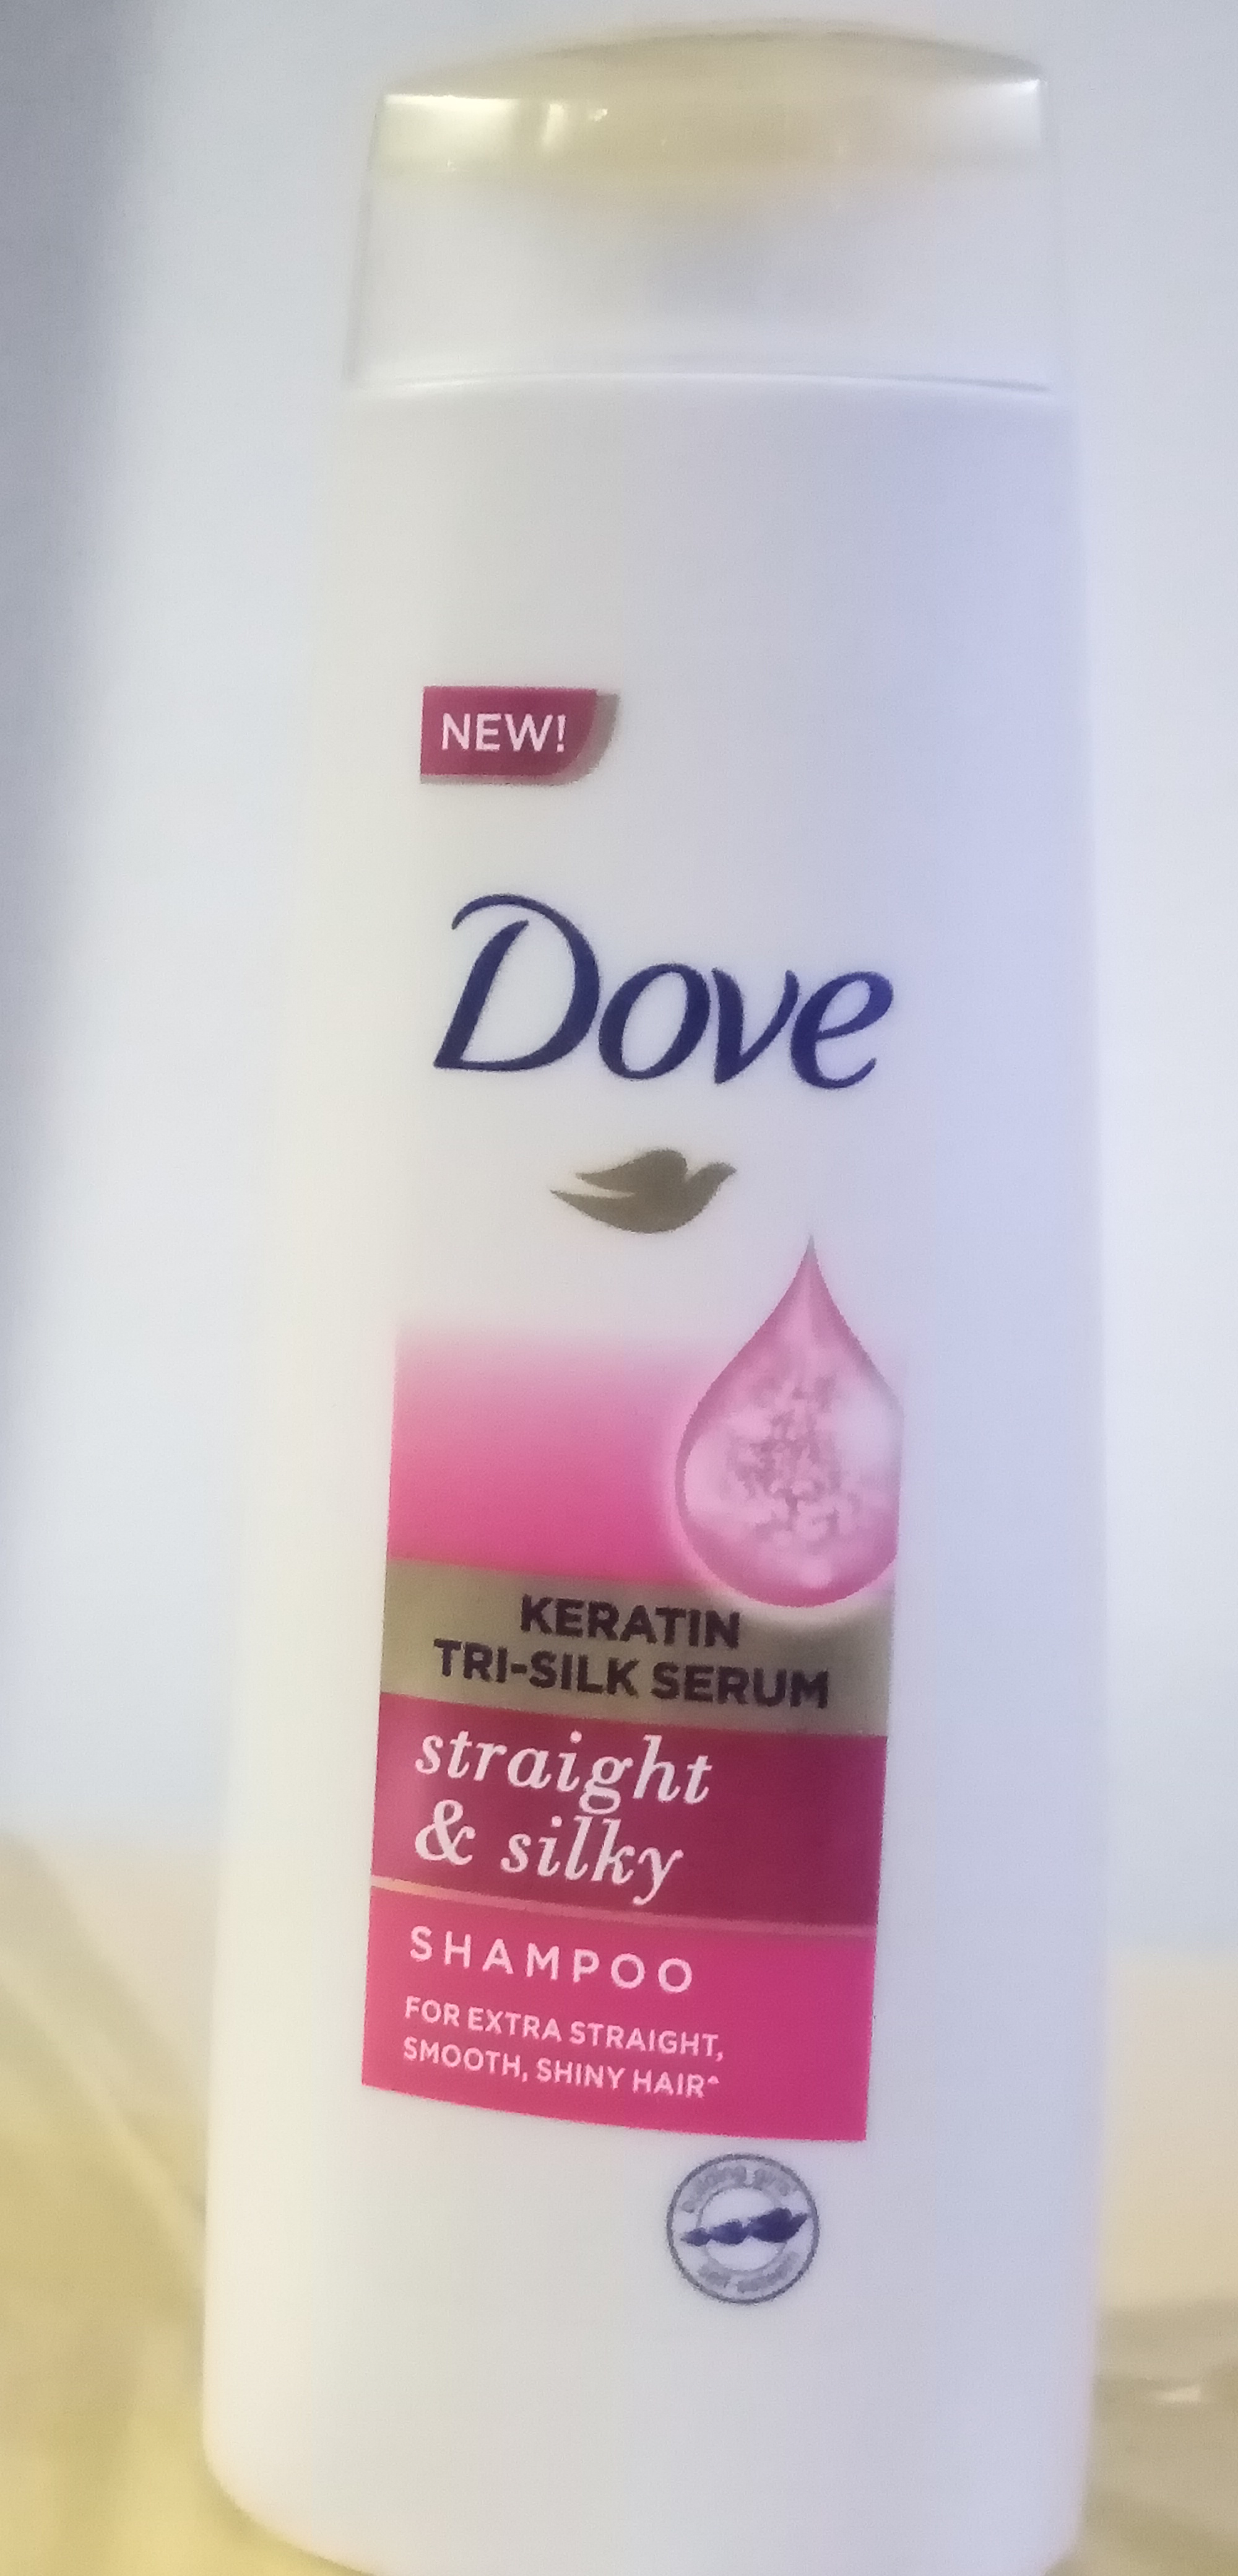 NEW!
Dove
KERATIN
TRI-SILK SERUM
straight
& silky
SHAMPOO
FOR EXTRA STRAIGHT,
SMOOTH, SHINY HAIR^